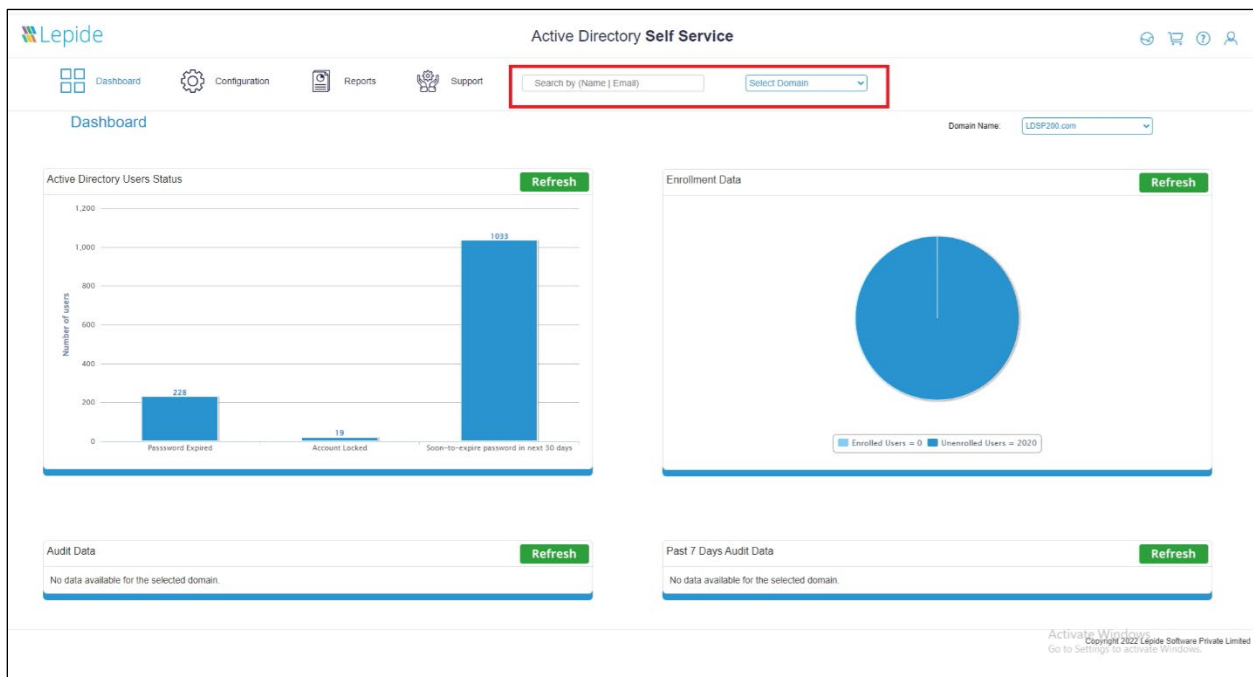 Lepide
Active Directory Self Service
Dashboard Configuration Reports Support Search by (Name | Email) Select Domain
Dashboard
Domain Name: LDSP200.com
Active Directory Users Status Refresh
1,200
1,000
800
600
400
200
0
Number of users
228
19
1033
Passsword Expired Account Locked Soon-to-expire password in next 30 days
Enrollment Data Refresh
Enrolled Users = 0 Unenrolled Users = 2020
Audit Data Refresh
No data available for the selected domain.
Past 7 Days Audit Data Refresh
No data available for the selected domain.
Activate Windows
Copyright 2022 Lepide Software Private Limited
Go to Settings to activate Windows.